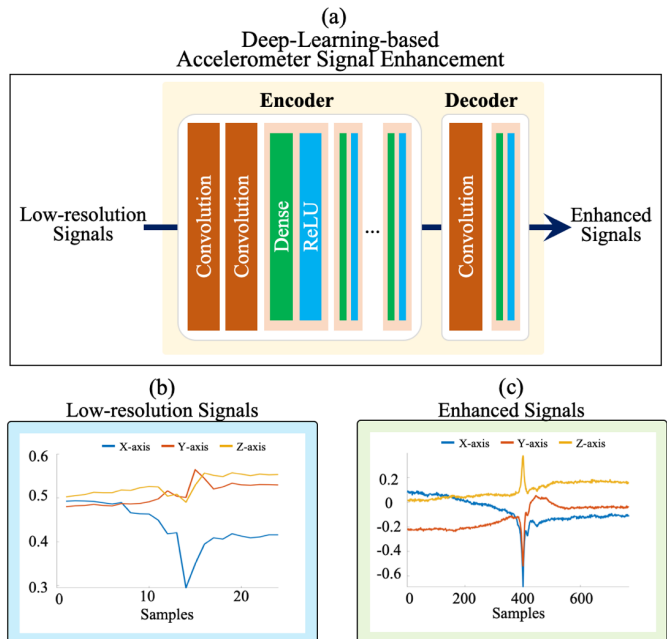 (a)
Deep-Learning-based
Accelerometer Signal Enhancement
Encoder
Decoder
Low-resolution
Signals
Convolution
Convolution
Dense
ReLU
...
Convolution
Enhanced
Signals
(b)
Low-resolution Signals
X-axis Y-axis Z-axis
0.6
0.5
0.4
0.3
0 10 20
Samples
(c)
Enhanced Signals
X-axis Y-axis Z-axis
0.2
0
-0.2
-0.4
-0.6
0 200 400 600
Samples